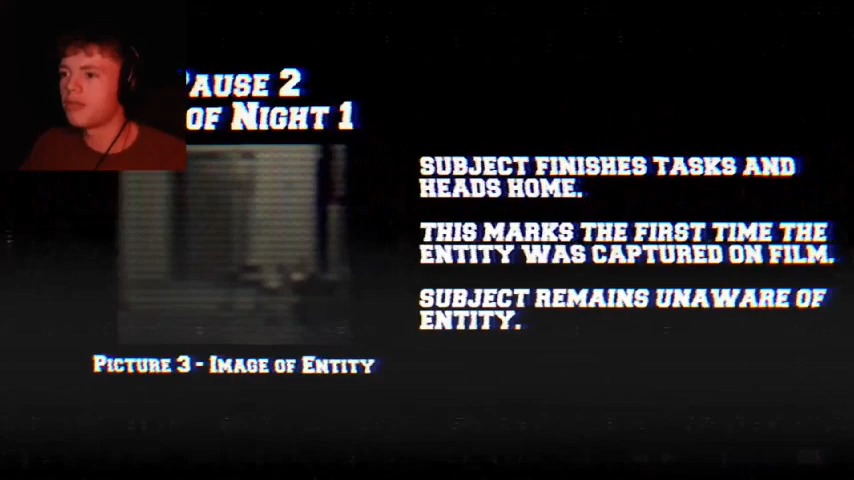 AUSE 2
OF NIGHT 1
SUBJECT FINISHES TASKS AND
HEADS HOME.
THIS MARKS THE FIRST TIME THE
ENTITY WAS CAPTURED ON FILM.
SUBJECT REMAINS UNAWARE OF
ENTITY.
PICTURE 3 - IMAGE OF ENTITY